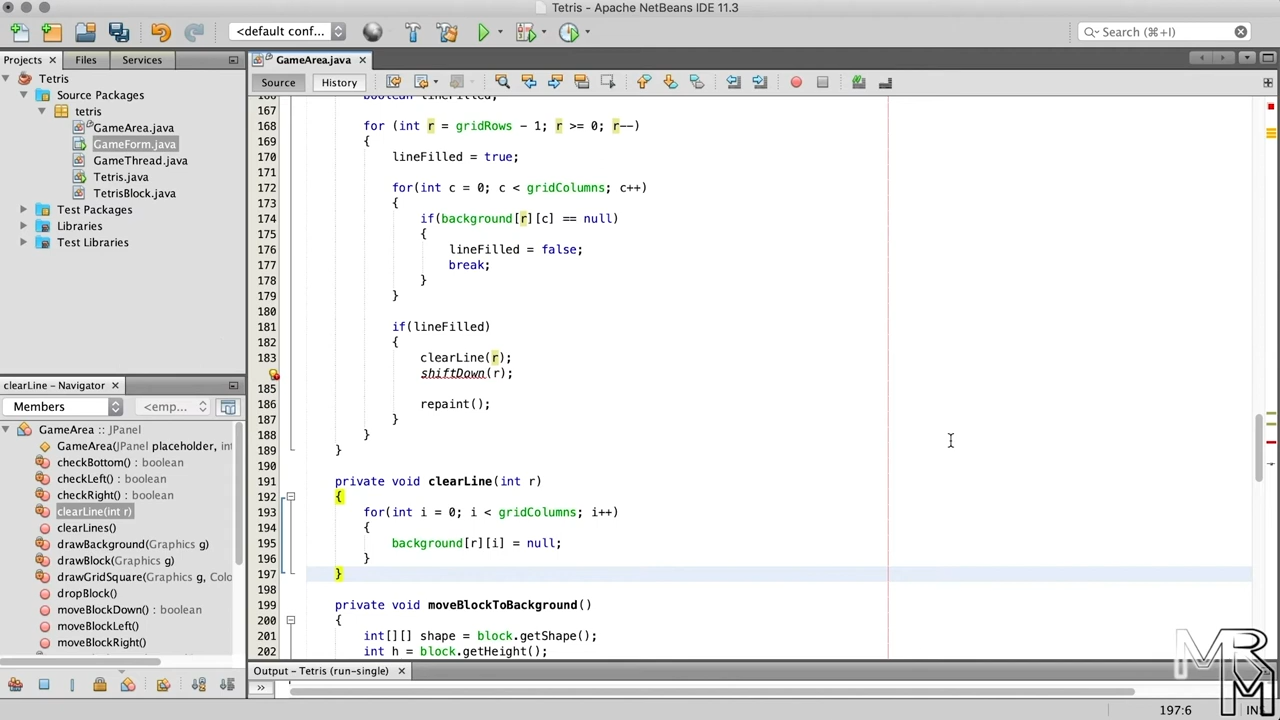 Tetris - Apache NetBeans IDE 11.3
<default conf...
Search (⌘+I)
Projects
Files
Services
Tetris
Source Packages
tetris
GameArea.java
GameForm.java
GameThread.java
Tetris.java
TetrisBlock.java
Test Packages
Libraries
Test Libraries
clearLine - Navigator
Members
<emp...
GameArea :: JPanel
GameArea(JPanel placeholder, int
checkBottom() : boolean
checkLeft() : boolean
checkRight() : boolean
clearLine(int r)
clearLines()
drawBackground(Graphics g)
drawBlock(Graphics g)
drawGridSquare(Graphics g, Colo
dropBlock()
moveBlockDown() : boolean
moveBlockLeft()
moveBlockRight()
GameArea.java
Source
History
166 boolean lineFilled;
167
168 for (int r = gridRows - 1; r >= 0; r--)
169 {
170 lineFilled = true;
171
172 for(int c = 0; c < gridColumns; c++)
173 {
174 if(background[r][c] == null)
175 {
176 lineFilled = false;
177 break;
178 }
179 }
180
181 if(lineFilled)
182 {
183 clearLine(r);
shiftDown(r);
185
186 repaint();
187 }
188 }
189 }
190
191 private void clearLine(int r)
192 {
193 for(int i = 0; i < gridColumns; i++)
194 {
195 background[r][i] = null;
196 }
197 }
198
199 private void moveBlockToBackground()
200 {
201 int[][] shape = block.getShape();
202 int h = block.getHeight();
Output - Tetris (run-single)
197:6
INS
MRM